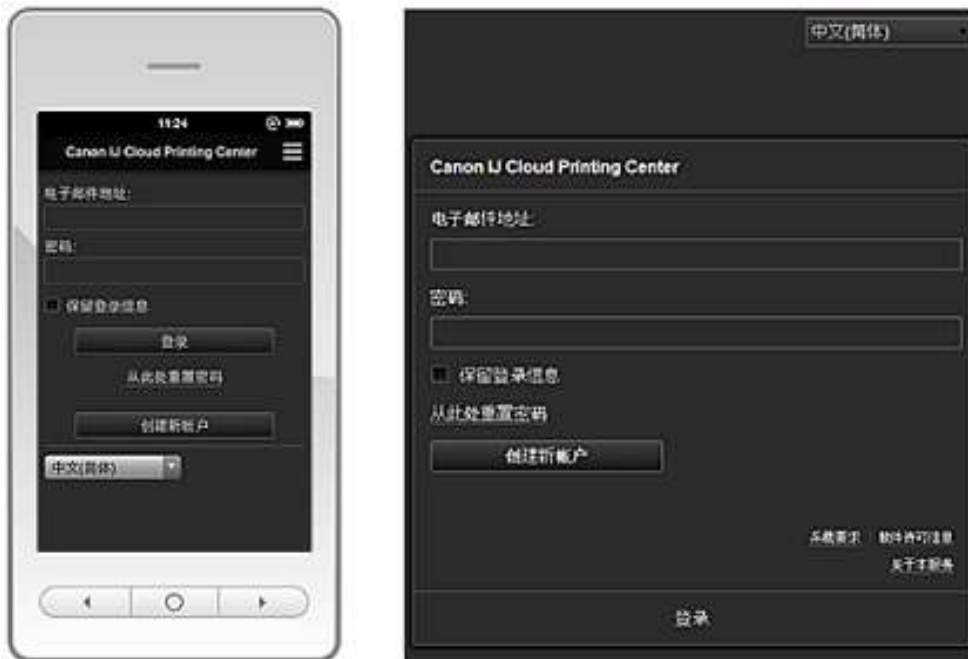 11:24
Canon IJ Cloud Printing Center
电子邮件地址:
密码:
保留登录信息
登录
从此处重置密码
创建新帐户
中文(简体)
中文(简体)
Canon IJ Cloud Printing Center
电子邮件地址:
密码:
保留登录信息
从此处重置密码
创建新帐户
系统要求 软件许可信息
关于本服务
登录